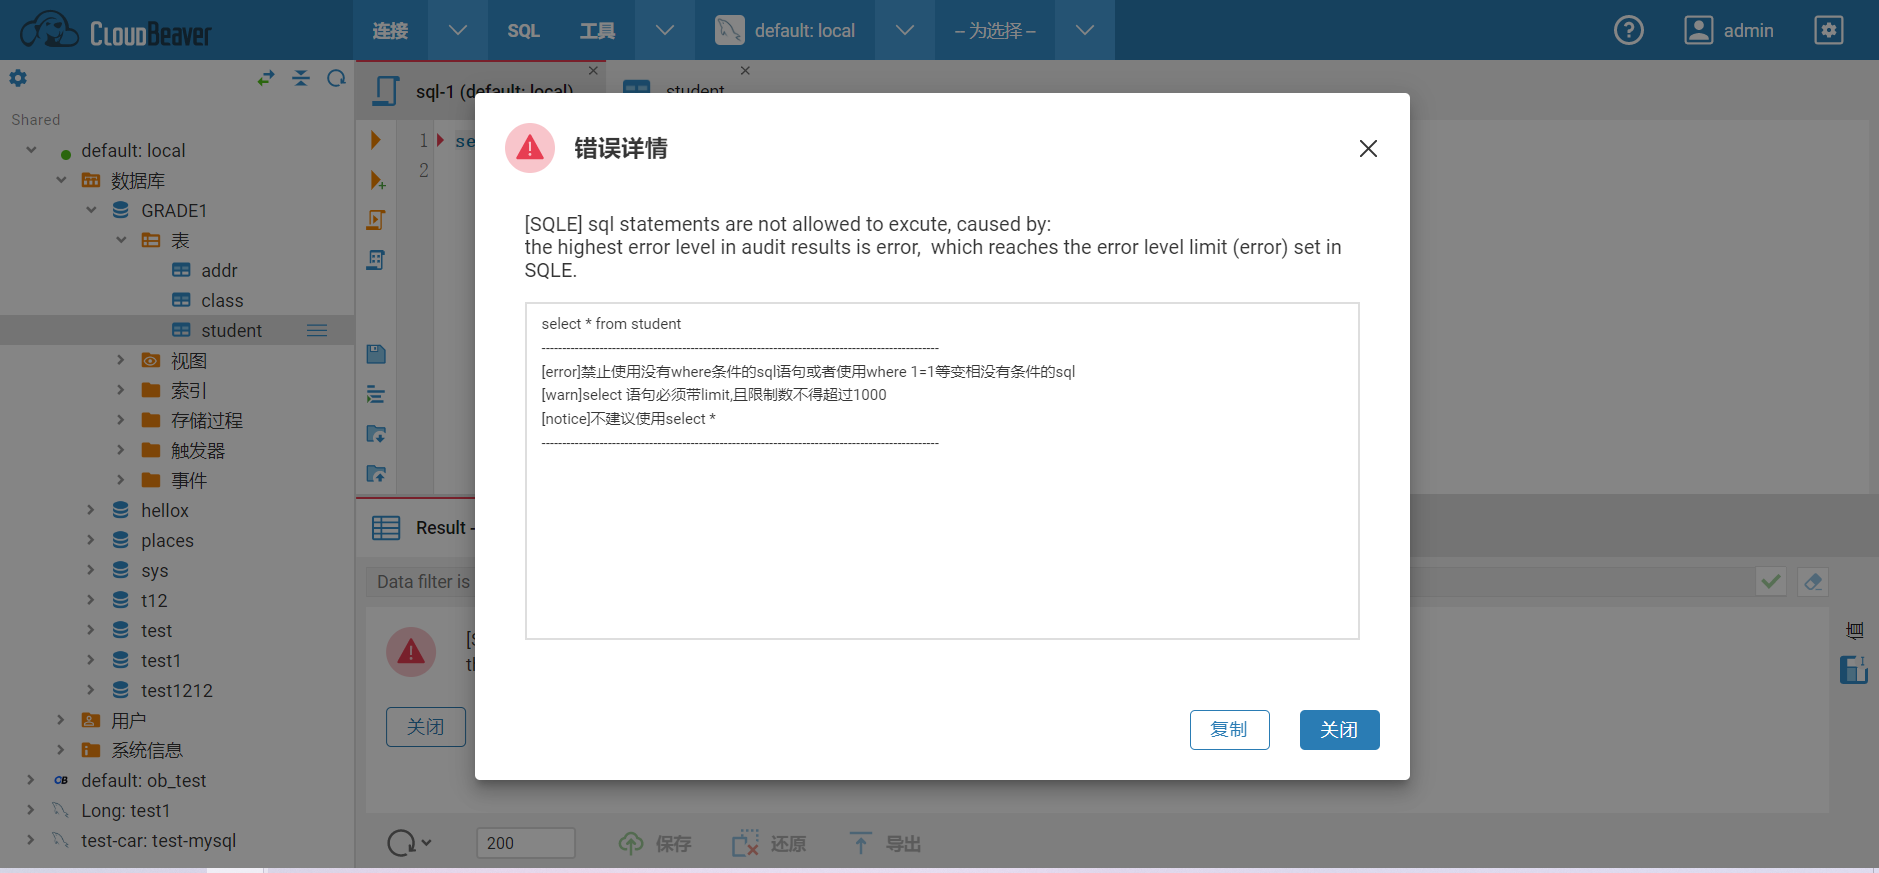 CLOUDBEAVER
连接
SQL
工具
default: local
– 为选择 –
admin
Shared
default: local
数据库
GRADE1
表
addr
class
student
视图
索引
存储过程
触发器
事件
hellox
places
sys
t12
test
test1
test1212
用户
系统信息
default: ob_test
Long: test1
test-car: test-mysql
sql-1 (default: local)
student
1
se
2
错误详情
[SQLE] sql statements are not allowed to excute, caused by:
the highest error level in audit results is error,  which reaches the error level limit (error) set in
SQLE.
select * from student
----------------------------------------------------------------------------------------------------
[error]禁止使用没有where条件的sql语句或者使用where 1=1等变相没有条件的sql
[warn]select 语句必须带limit,且限制数不得超过1000
[notice]不建议使用select *
----------------------------------------------------------------------------------------------------
复制
关闭
Result -
Data filter is
关闭
值
200
保存
还原
导出